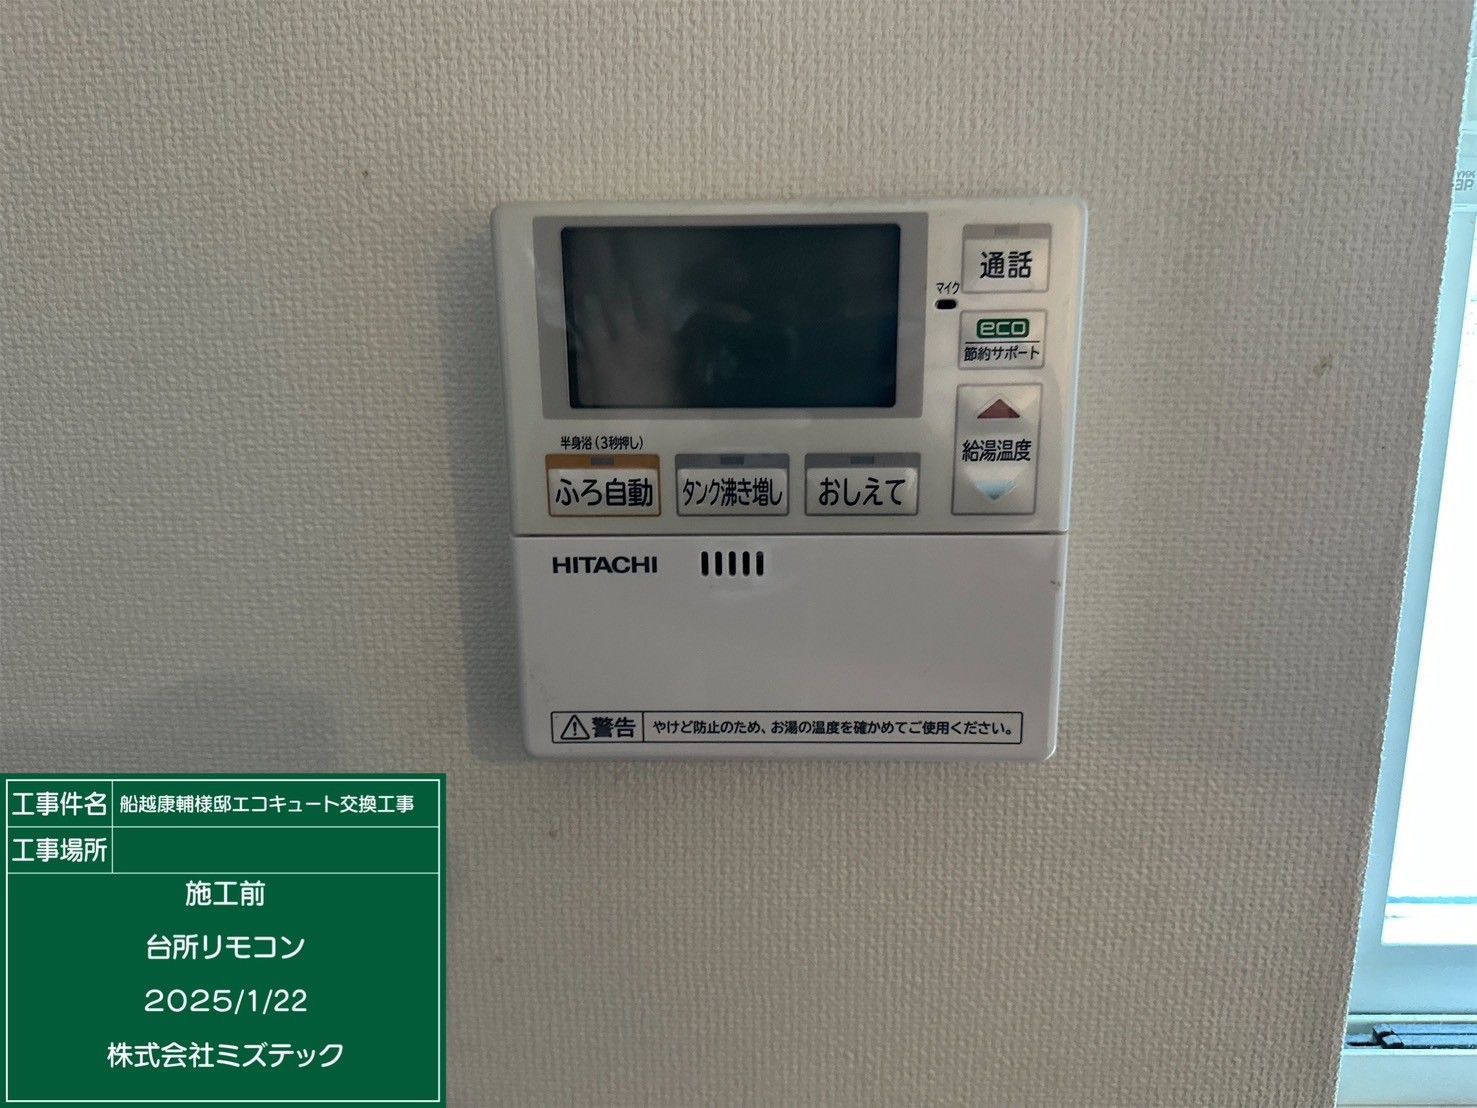 通話
マイク
eco
節約サポート
給湯温度
半身浴(3秒押し)
ふろ自動
タンク沸き増し
おしえて
HITACHI
警告 やけど防止のため、お湯の温度を確かめてご使用ください。
YKK
工事件名 船越康輔様邸エコキュート交換工事
工事場所
施工前
台所リモコン
2025/1/22
株式会社ミズテック